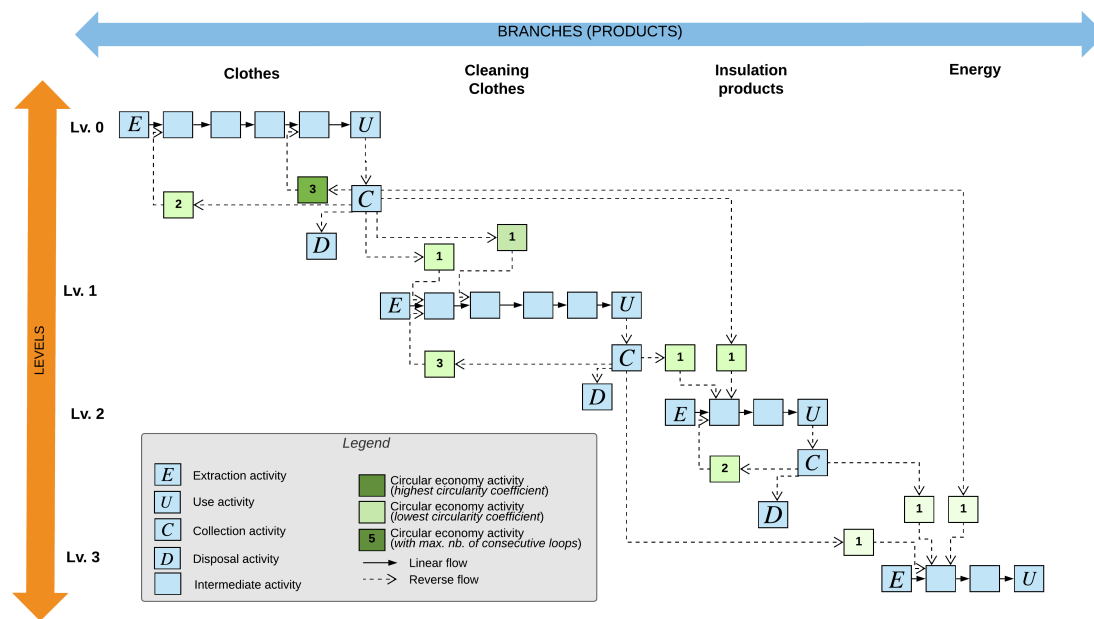 BRANCHES (PRODUCTS)
Clothes
Cleaning
Clothes
Insulation
products
Energy
LEVELS
Lv. 0
E
U
3
C
2
D
1
1
Lv. 1
E
U
3
C
1
1
D
Lv. 2
E
U
2
C
D
1
1
Lv. 3
1
E
U
Legend
E Extraction activity
U Use activity
C Collection activity
D Disposal activity
Intermediate activity
Circular economy activity
(highest circularity coefficient)
Circular economy activity
(lowest circularity coefficient)
5 Circular economy activity
(with max. nb. of consecutive loops)
Linear flow
Reverse flow